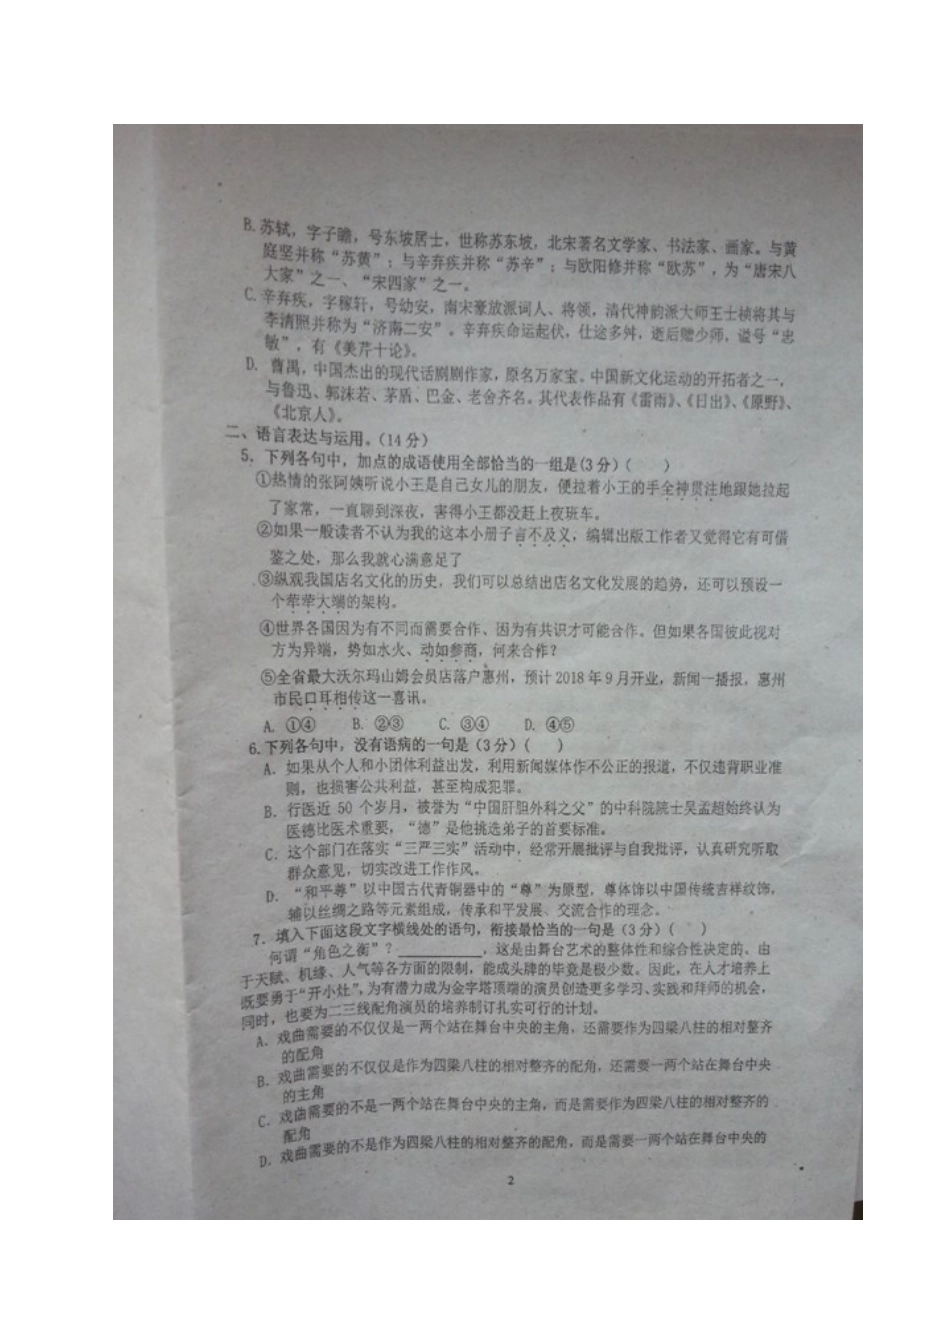 B.苏轼，字子瞻，号东坡居士，世称苏东坡，北宋著名文学家、书法家、画家。与黄
庭坚并称“苏黄”；与辛弃疾并称“苏辛”；与欧阳修并称“欧苏”，为“唐宋八
大家”之一、“宋四家”之一。
C.辛弃疾，字稼轩，号幼安，南宋豪放派词人、将领，清代神韵派大师王士祯将其与
李清照并称为“济南二安”。辛弃疾命运起伏，仕途多舛，逝后赠少师，谥号“忠
敏”，有《美芹十论》。
D. 曹禺，中国杰出的现代话剧剧作家，原名万家宝。中国新文化运动的开拓者之一，
与鲁迅、郭沫若、茅盾、巴金、老舍齐名。其代表作品有《雷雨》、《日出》、《原野》、
《北京人》。
二、语言表达与运用。（14分）
5．下列各句中，加点的成语使用全部恰当的一组是(3分)（ ）
①热情的张阿姨听说小王是自己女儿的朋友，便拉着小王的手全神贯注地跟她拉起
了家常，一直聊到深夜，害得小王都没赶上夜班车。
②如果一般读者不认为我的这本小册子言不及义，编辑出版工作者又觉得它有可借
鉴之处，那么我就心满意足了
③纵观我国店名文化的历史，我们可以总结出店名文化发展的趋势，还可以预设一
个荦荦大端的架构。
④世界各国因为有不同而需要合作、因为有共识才可能合作。但如果各国彼此视对
方为异端，势如水火、动如参商，何来合作？
⑤全省最大沃尔玛山姆会员店落户惠州，预计2018年9月开业，新闻一播报，惠州
市民口耳相传这一喜讯。
A. ①④ B. ②③ C. ③④ D. ④⑤
6.下列各句中，没有语病的一句是（3分）( )
A．如果从个人和小团体利益出发，利用新闻媒体作不公正的报道，不仅违背职业准
则，也损害公共利益，甚至构成犯罪。
B．行医近 50 个岁月，被誉为“中国肝胆外科之父”的中科院院士吴孟超始终认为
医德比医术重要，“德”是他挑选弟子的首要标准。
C．这个部门在落实“三严三实”活动中，经常开展批评与自我批评，认真研究听取
群众意见，切实改进工作作风。
D．“和平尊”以中国古代青铜器中的“尊”为原型，尊体饰以中国传统吉祥纹饰，
辅以丝绸之路等元素组成，传承和平发展、交流合作的理念。
7．填入下面这段文字横线处的语句，衔接最恰当的一句是（3分）( )
何谓“角色之衡”？__________，这是由舞台艺术的整体性和综合性决定的。由
于天赋、机缘、人气等各方面的限制，能成头牌的毕竟是极少数。因此，在人才培养上
既要勇于“开小灶”，为有潜力成为金字塔顶端的演员创造更多学习、实践和拜师的机会，
同时，也要为二三线配角演员的培养制订扎实可行的计划。
A．戏曲需要的不仅仅是一两个站在舞台中央的主角，还需要作为四梁八柱的相对整齐
的配角
B．戏曲需要的不仅仅是作为四梁八柱的相对整齐的配角，还需要一两个站在舞台中央
的主角
C．戏曲需要的不是一两个站在舞台中央的主角，而是需要作为四梁八柱的相对整齐的
配角
D．戏曲需要的不是作为四梁八柱的相对整齐的配角，而是需要一两个站在舞台中央的
2